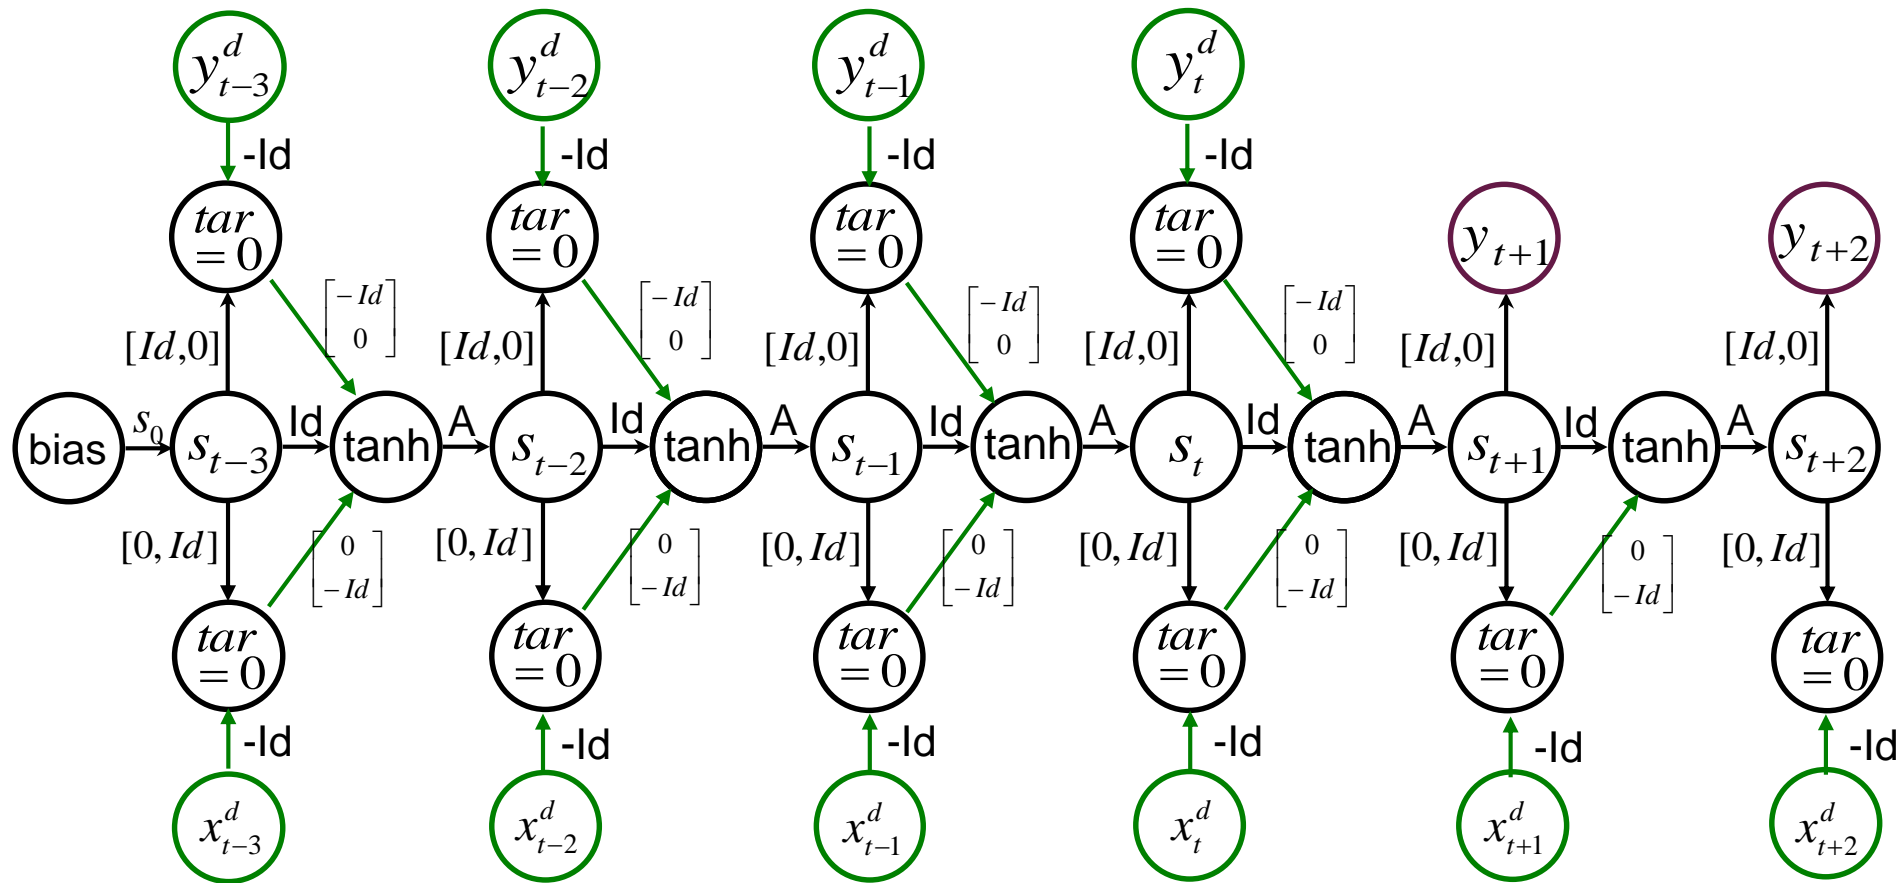 y^d_{t-3} y^d_{t-2} y^d_{t-1} y^d_t
-Id -Id -Id -Id
tar =0 tar =0 tar =0 tar =0 y_{t+1} y_{t+2}
[-Id 0] [-Id 0] [-Id 0] [-Id 0]
[Id,0] [Id,0] [Id,0] [Id,0] [Id,0] [Id,0]
bias s_0 s_{t-3} Id tanh A s_{t-2} Id tanh A s_{t-1} Id tanh A s_t Id tanh A s_{t+1} Id tanh A s_{t+2}
[0,Id] [0,Id] [0,Id] [0,Id] [0,Id] [0,Id]
[0 -Id] [0 -Id] [0 -Id] [0 -Id] [0 -Id]
tar =0 tar =0 tar =0 tar =0 tar =0 tar =0
-Id -Id -Id -Id -Id -Id
x^d_{t-3} x^d_{t-2} x^d_{t-1} x^d_t x^d_{t+1} x^d_{t+2}